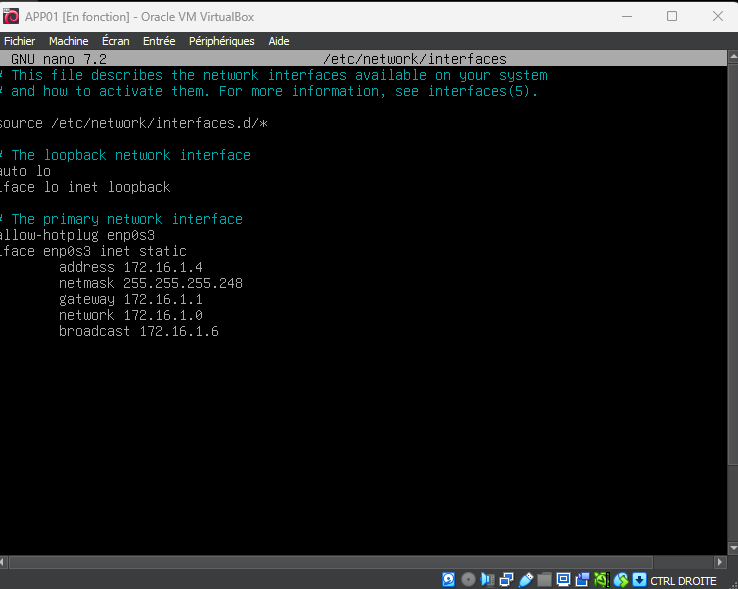 APP01 [En fonction] - Oracle VM VirtualBox
Fichier Machine Écran Entrée Périphériques Aide
GNU nano 7.2 /etc/network/interfaces
# This file describes the network interfaces available on your system
# and how to activate them. For more information, see interfaces(5).
source /etc/network/interfaces.d/*
# The loopback network interface
auto lo
iface lo inet loopback
# The primary network interface
allow-hotplug enp0s3
iface enp0s3 inet static
address 172.16.1.4
netmask 255.255.255.248
gateway 172.16.1.1
network 172.16.1.0
broadcast 172.16.1.6
CTRL DROITE